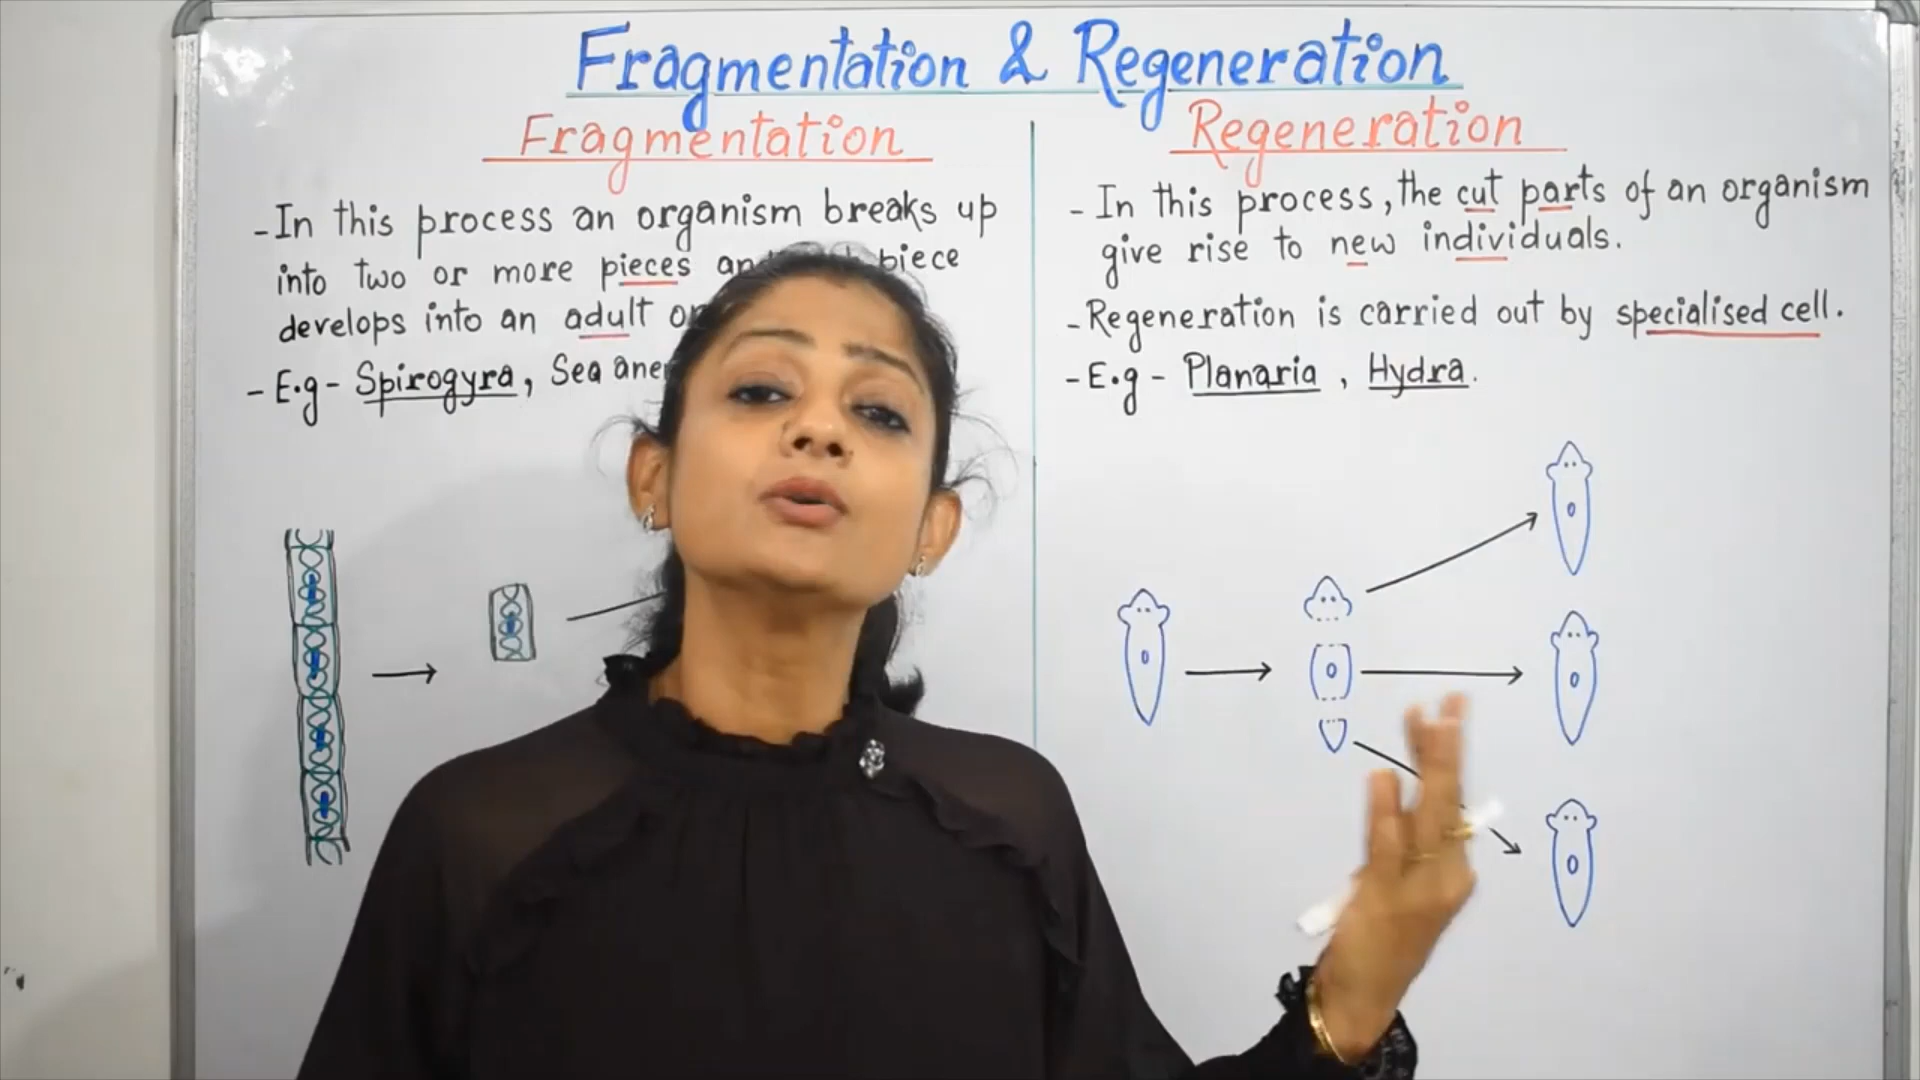 Fragmentation & Regeneration
Fragmentation
- In this process an organism breaks up
into two or more pieces piece
develops into an adult
- E.g - Spirogyra, Sea
Regeneration
- In this process, the cut parts of an organism
give rise to new individuals.
- Regeneration is carried out by specialised cell.
- E.g - Planaria , Hydra.